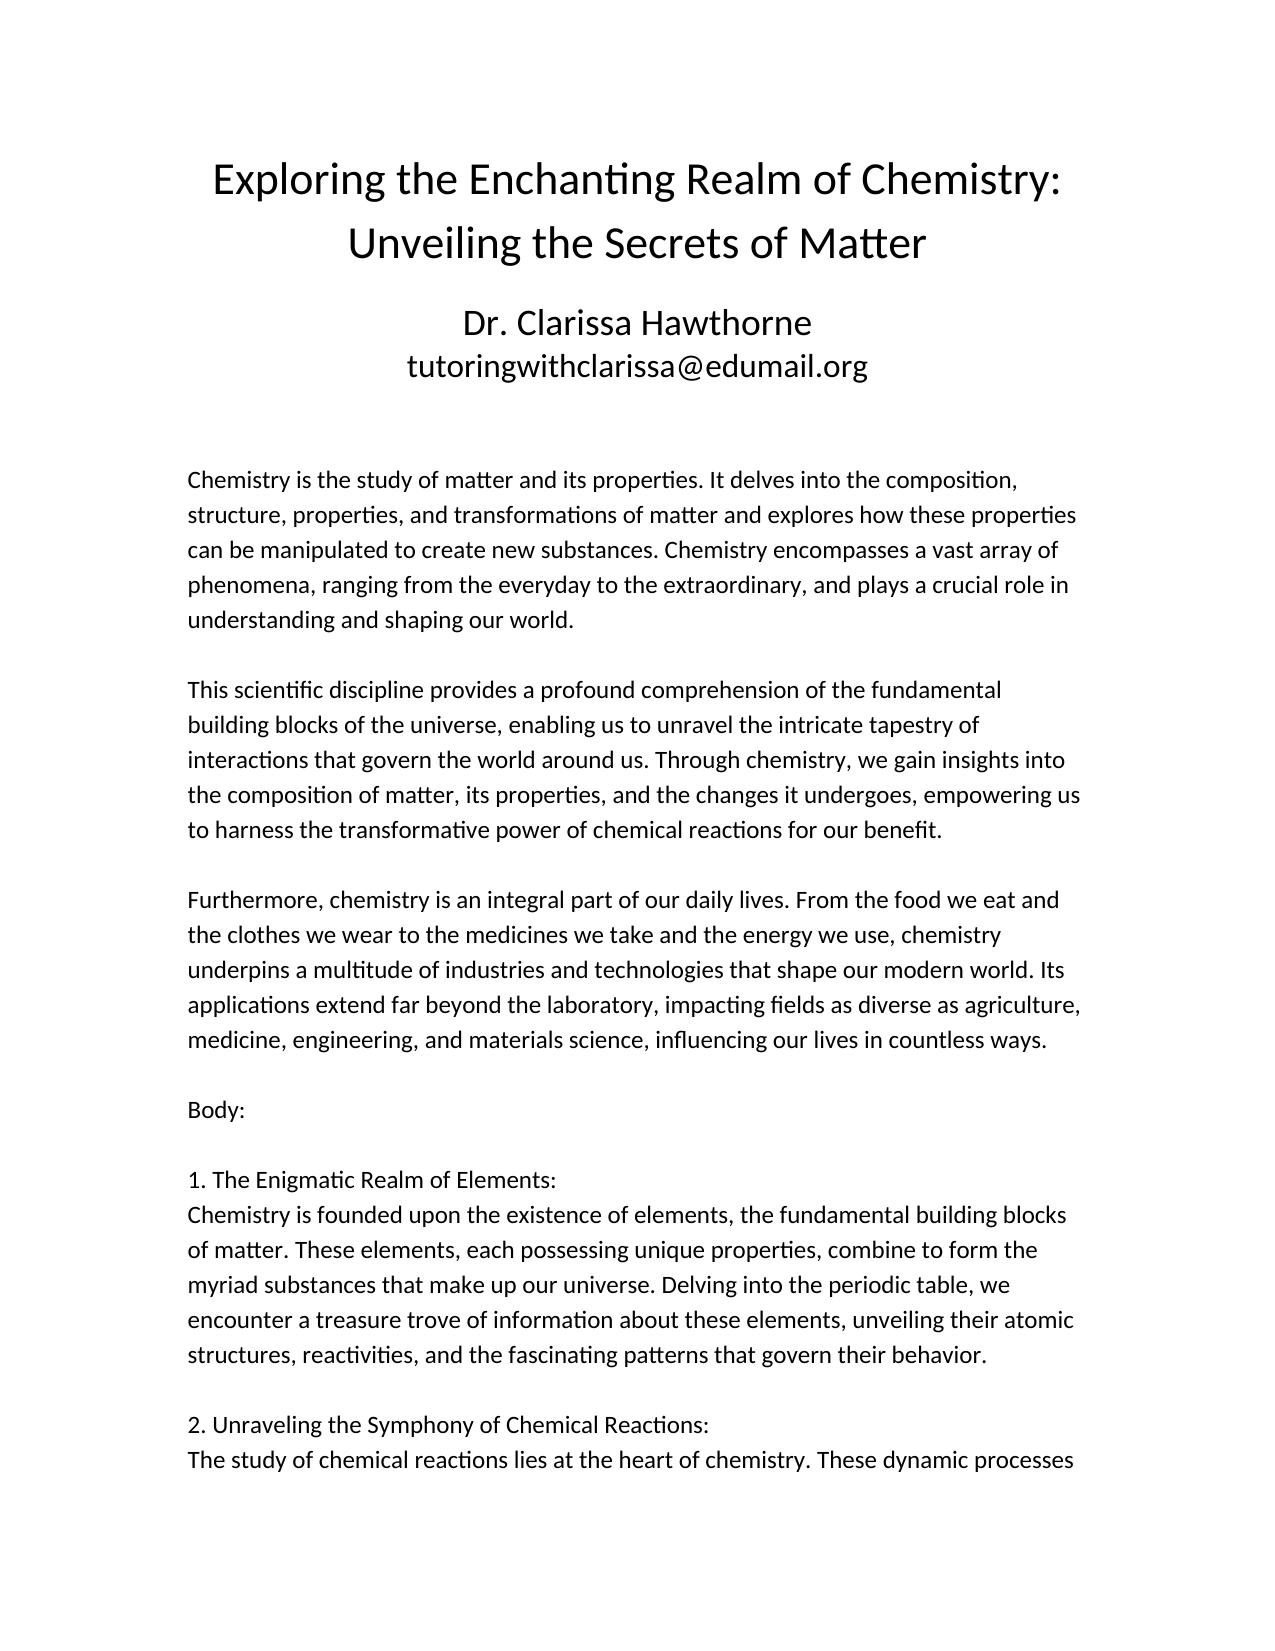 Exploring the Enchanting Realm of Chemistry:
Unveiling the Secrets of Matter
Dr. Clarissa Hawthorne
tutoringwithclarissa@edumail.org
Chemistry is the study of matter and its properties. It delves into the composition,
structure, properties, and transformations of matter and explores how these properties
can be manipulated to create new substances. Chemistry encompasses a vast array of
phenomena, ranging from the everyday to the extraordinary, and plays a crucial role in
understanding and shaping our world.
This scientific discipline provides a profound comprehension of the fundamental
building blocks of the universe, enabling us to unravel the intricate tapestry of
interactions that govern the world around us. Through chemistry, we gain insights into
the composition of matter, its properties, and the changes it undergoes, empowering us
to harness the transformative power of chemical reactions for our benefit.
Furthermore, chemistry is an integral part of our daily lives. From the food we eat and
the clothes we wear to the medicines we take and the energy we use, chemistry
underpins a multitude of industries and technologies that shape our modern world. Its
applications extend far beyond the laboratory, impacting fields as diverse as agriculture,
medicine, engineering, and materials science, influencing our lives in countless ways.
Body:
1. The Enigmatic Realm of Elements:
Chemistry is founded upon the existence of elements, the fundamental building blocks
of matter. These elements, each possessing unique properties, combine to form the
myriad substances that make up our universe. Delving into the periodic table, we
encounter a treasure trove of information about these elements, unveiling their atomic
structures, reactivities, and the fascinating patterns that govern their behavior.
2. Unraveling the Symphony of Chemical Reactions:
The study of chemical reactions lies at the heart of chemistry. These dynamic processes